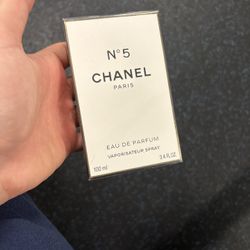 N°5
CHANEL
PARIS
EAU DE PARFUM
VAPORISATEUR SPRAY
100 ml 3.4 FL.OZ.